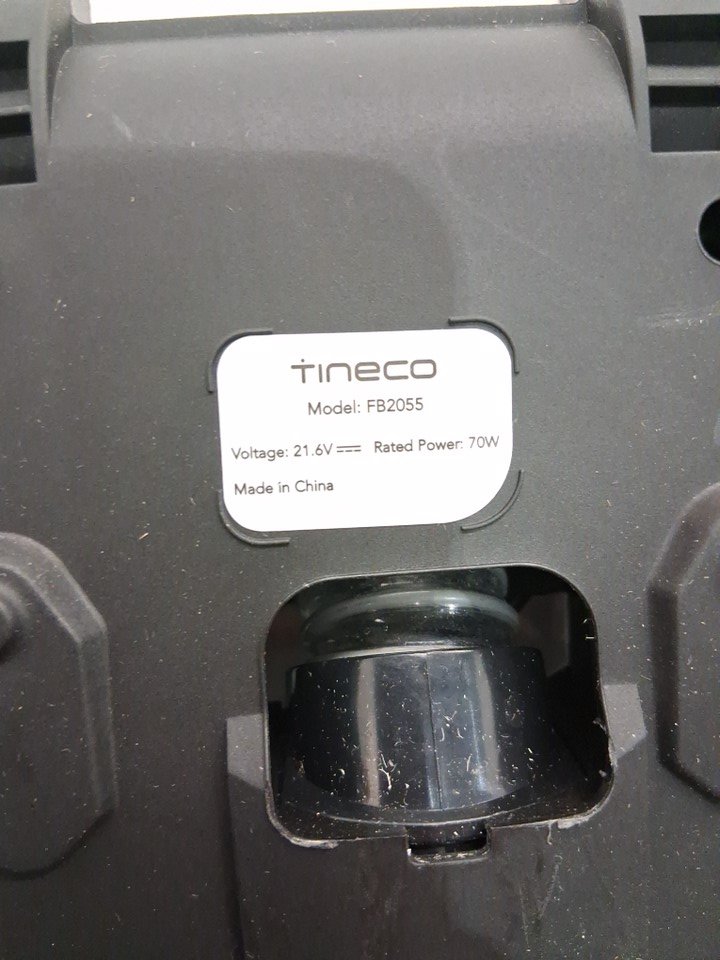 TINECO
Model: FB2055
Voltage: 21.6V⎓ Rated Power: 70W
Made in China